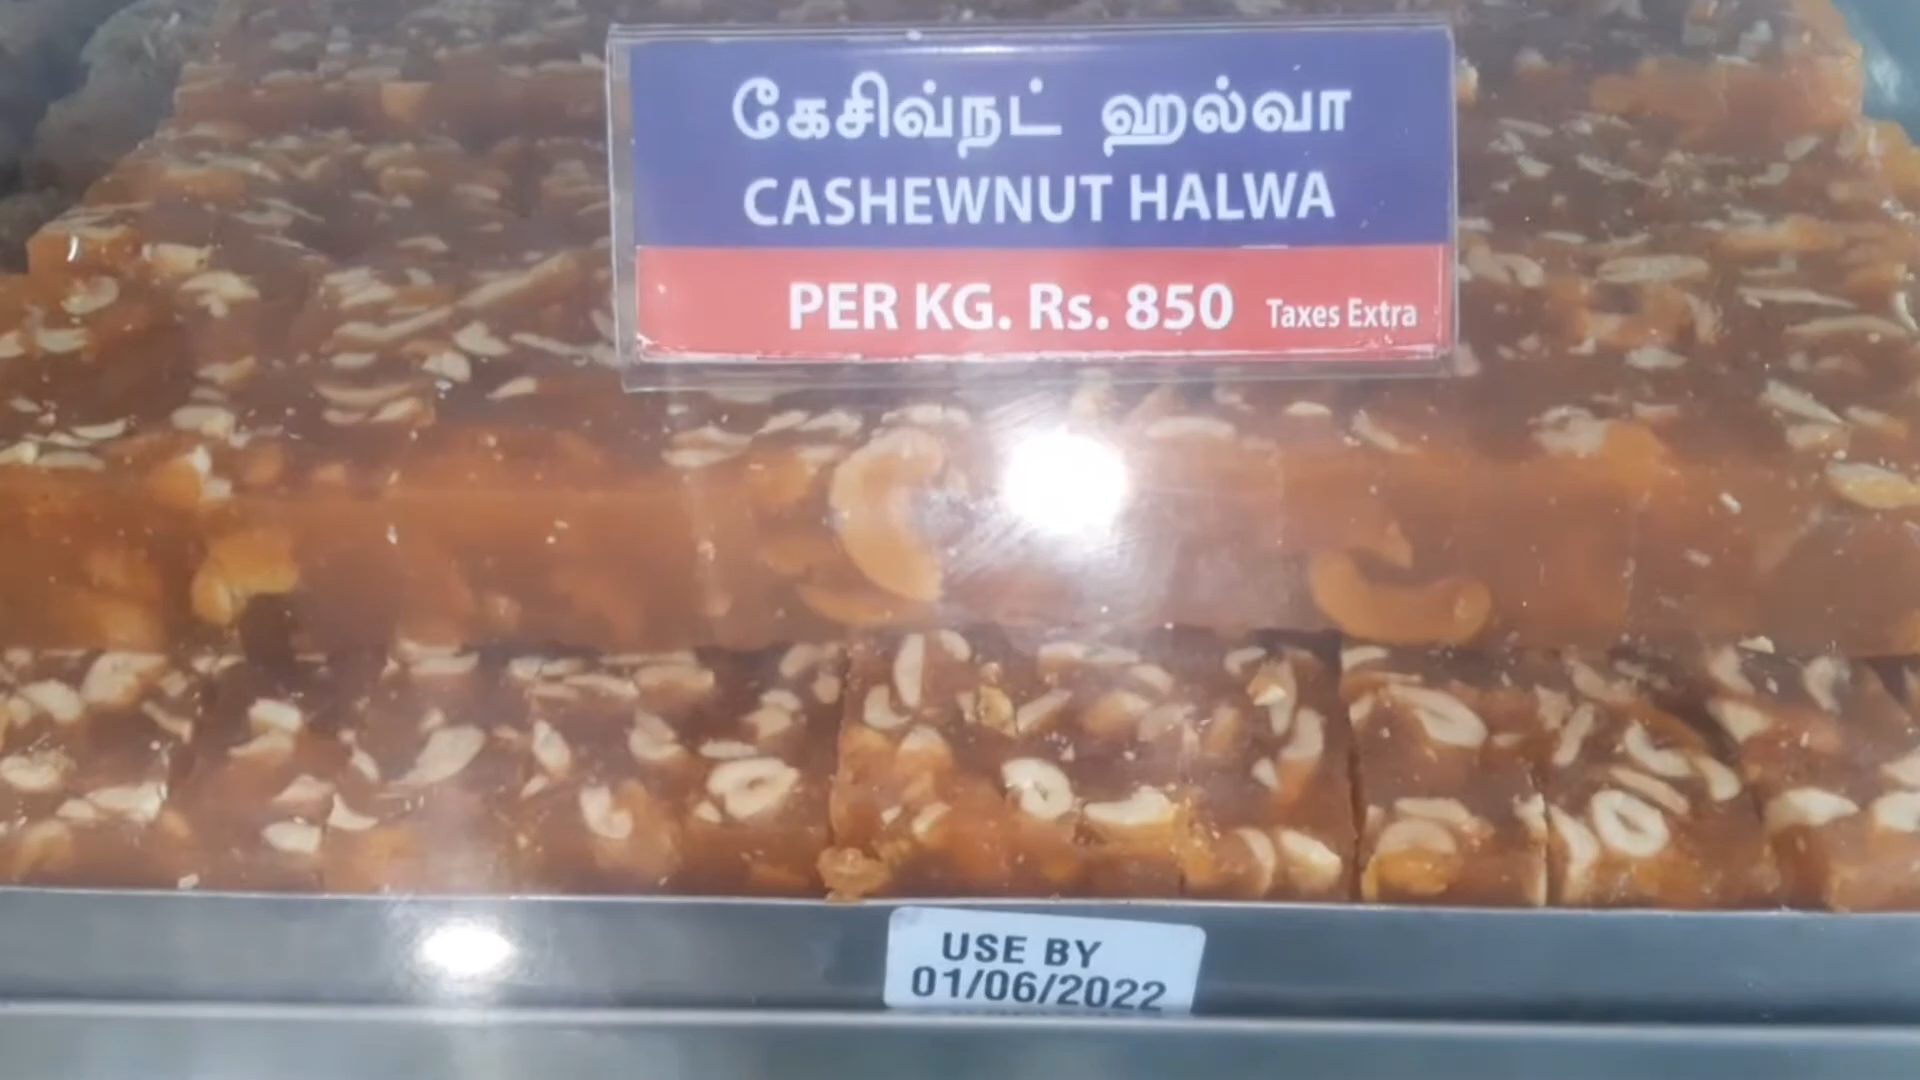 கேசிவ்நட் ஹல்வா
CASHEWNUT HALWA
PER KG. Rs. 850 Taxes Extra
USE BY
01/06/2022